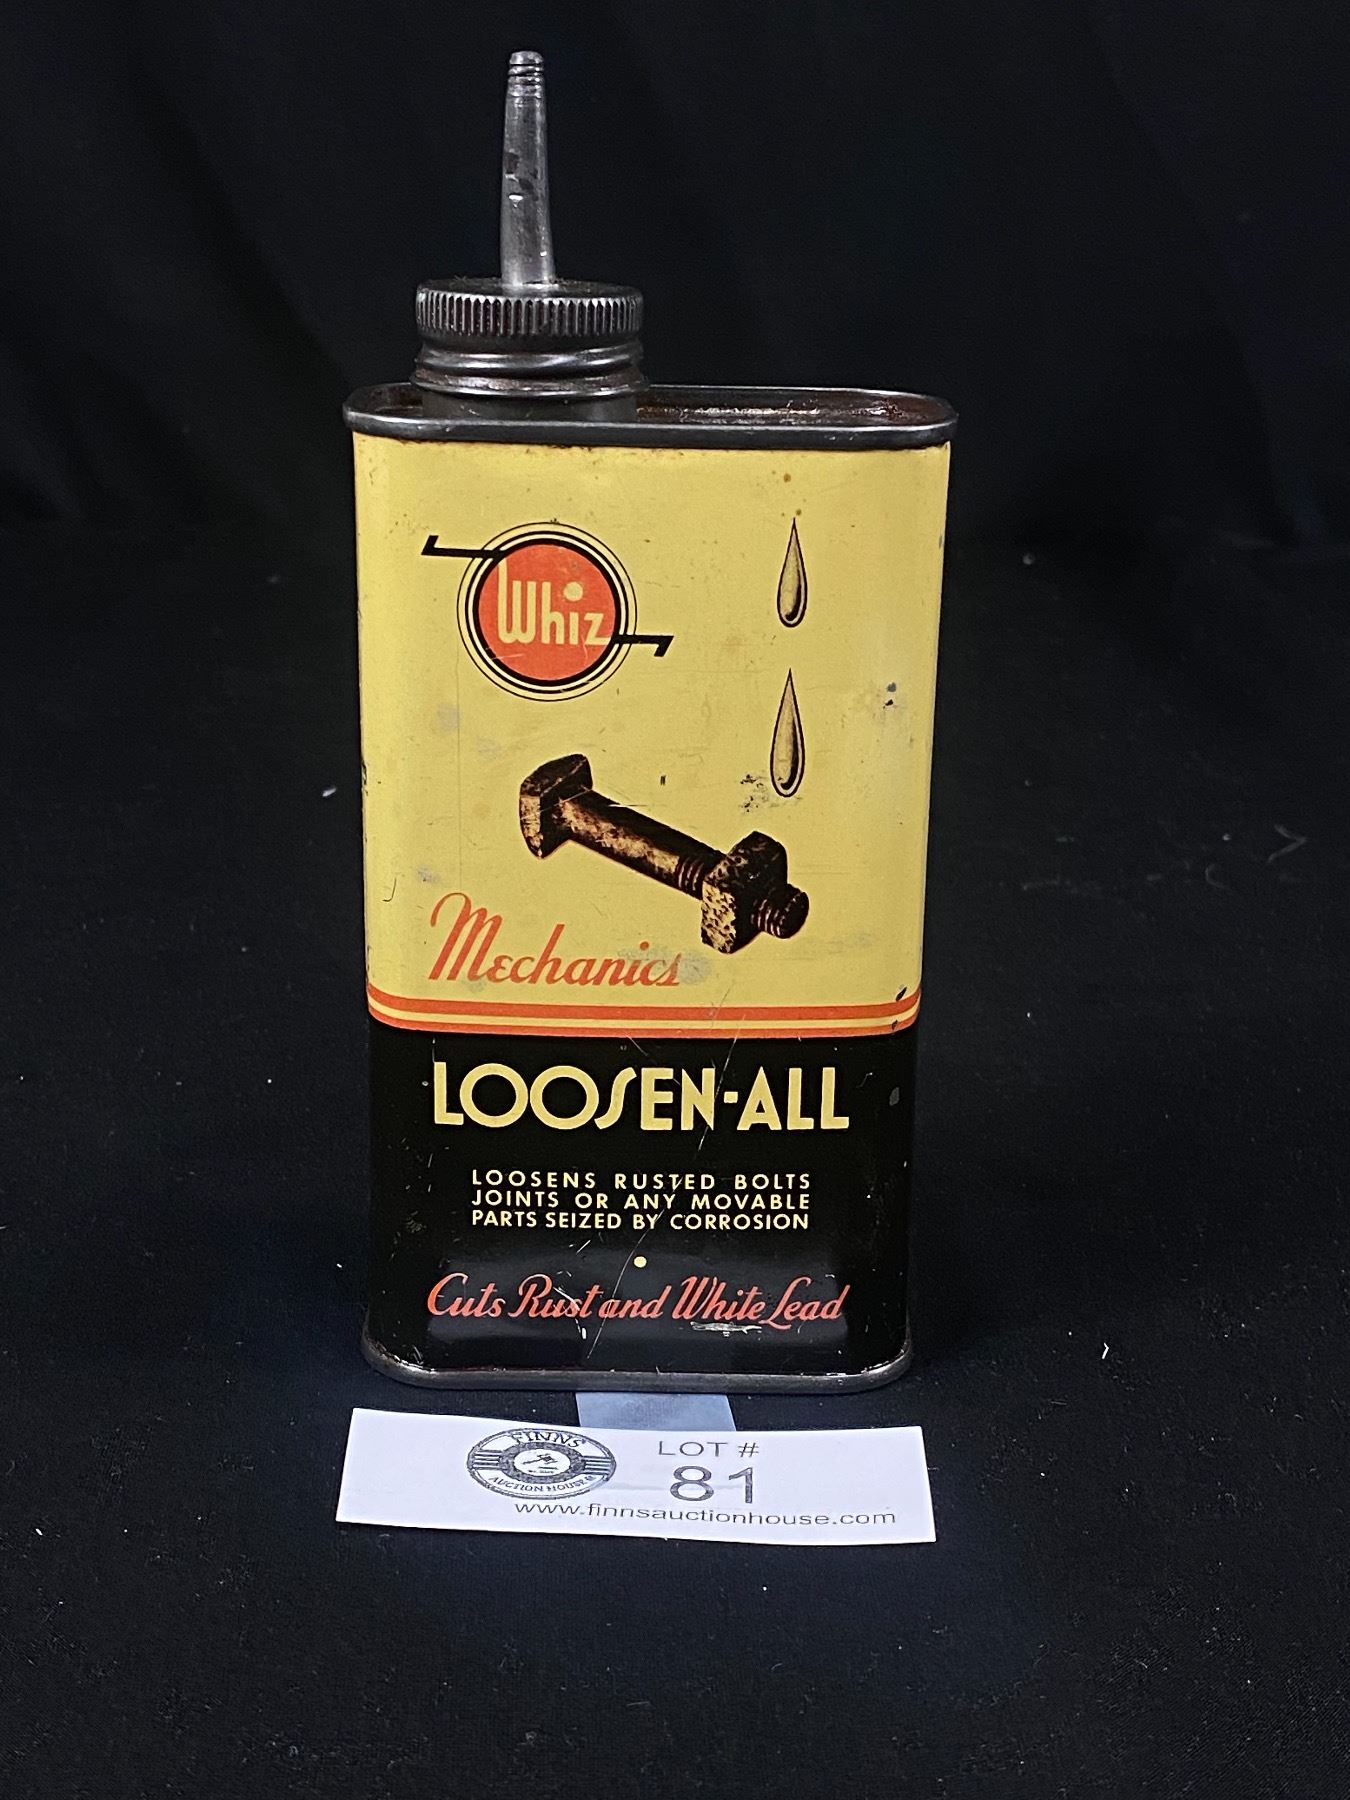 Whiz
Mechanics
LOOSEN-ALL
LOOSENS RUSTED BOLTS
JOINTS OR ANY MOVABLE
PARTS SEIZED BY CORROSION
Cuts Rust and White Lead
FINNS
AUCTION HOUSE
LOT #
81
www.finnsauctionhouse.com